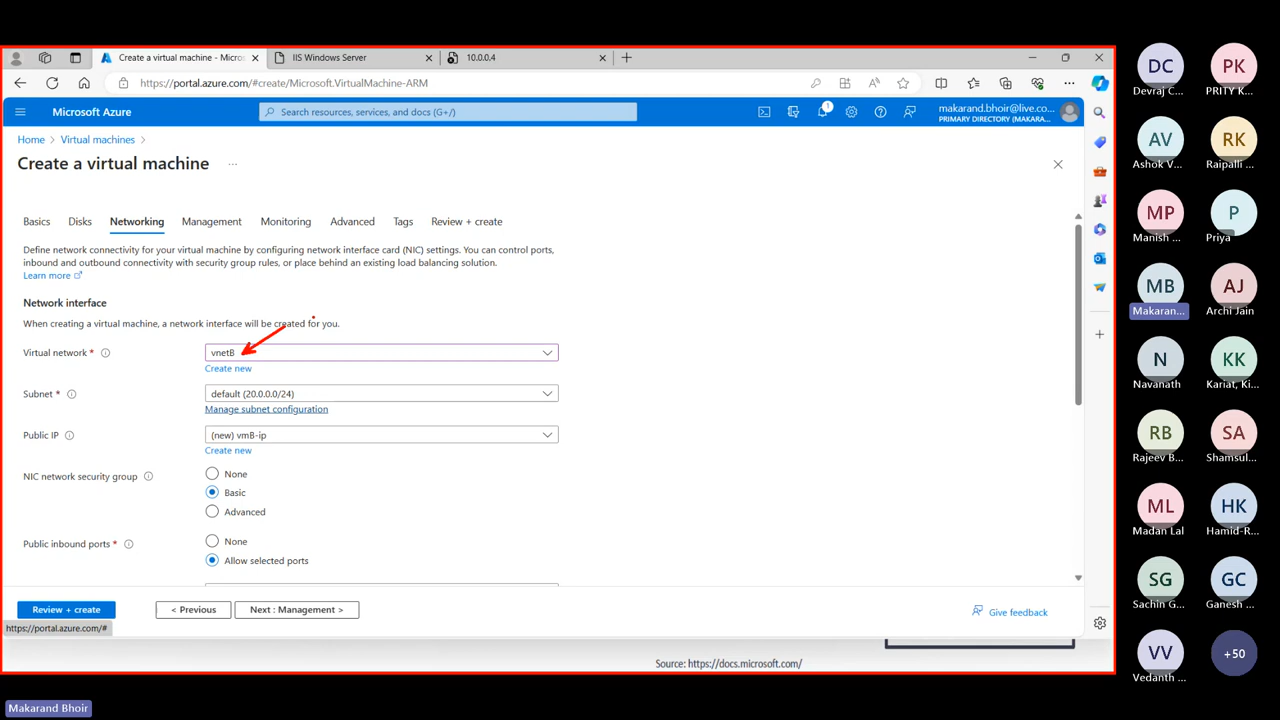 Create a virtual machine - Micros
IIS Windows Server
10.0.0.4
https://portal.azure.com/#create/Microsoft.VirtualMachine-ARM
Microsoft Azure
Search resources, services, and docs (G+/)
1
makarand.bhoir@live.co...
PRIMARY DIRECTORY (MAKARA...
Home > Virtual machines >
Create a virtual machine ...
Basics Disks Networking Management Monitoring Advanced Tags Review + create
Define network connectivity for your virtual machine by configuring network interface card (NIC) settings. You can control ports,
inbound and outbound connectivity with security group rules, or place behind an existing load balancing solution.
Learn more
Network interface
When creating a virtual machine, a network interface will be created for you.
Virtual network * vnetB
Create new
Subnet * default (20.0.0.0/24)
Manage subnet configuration
Public IP (new) vmB-ip
Create new
NIC network security group
None
Basic
Advanced
Public inbound ports *
None
Allow selected ports
Review + create < Previous Next : Management > Give feedback
https://portal.azure.com/#
Source: https://docs.microsoft.com/
DC PK
Devraj C... PRITY K...
AV RK
Ashok V... Raipalli ...
MP P
Manish ... Priya
MB AJ
Makaran... Archi Jain
N KK
Navanath Kariat, Ki...
RB SA
Rajeev B... Shamsul...
ML HK
Madan Lal Hamid-R...
SG GC
Sachin G... Ganesh ...
VV +50
Vedanth ...
Makarand Bhoir